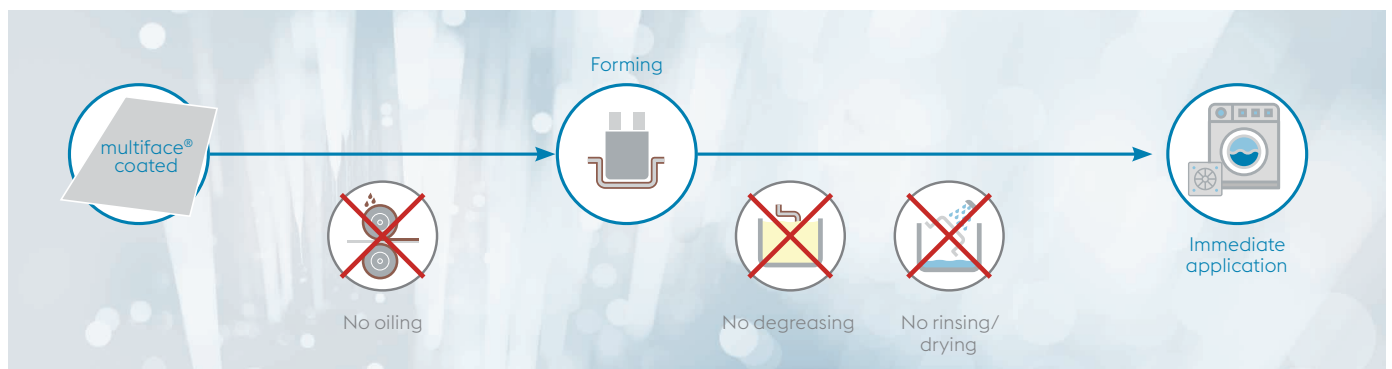 multiface®
coated
No oiling
Forming
No degreasing
No rinsing/
drying
Immediate
application